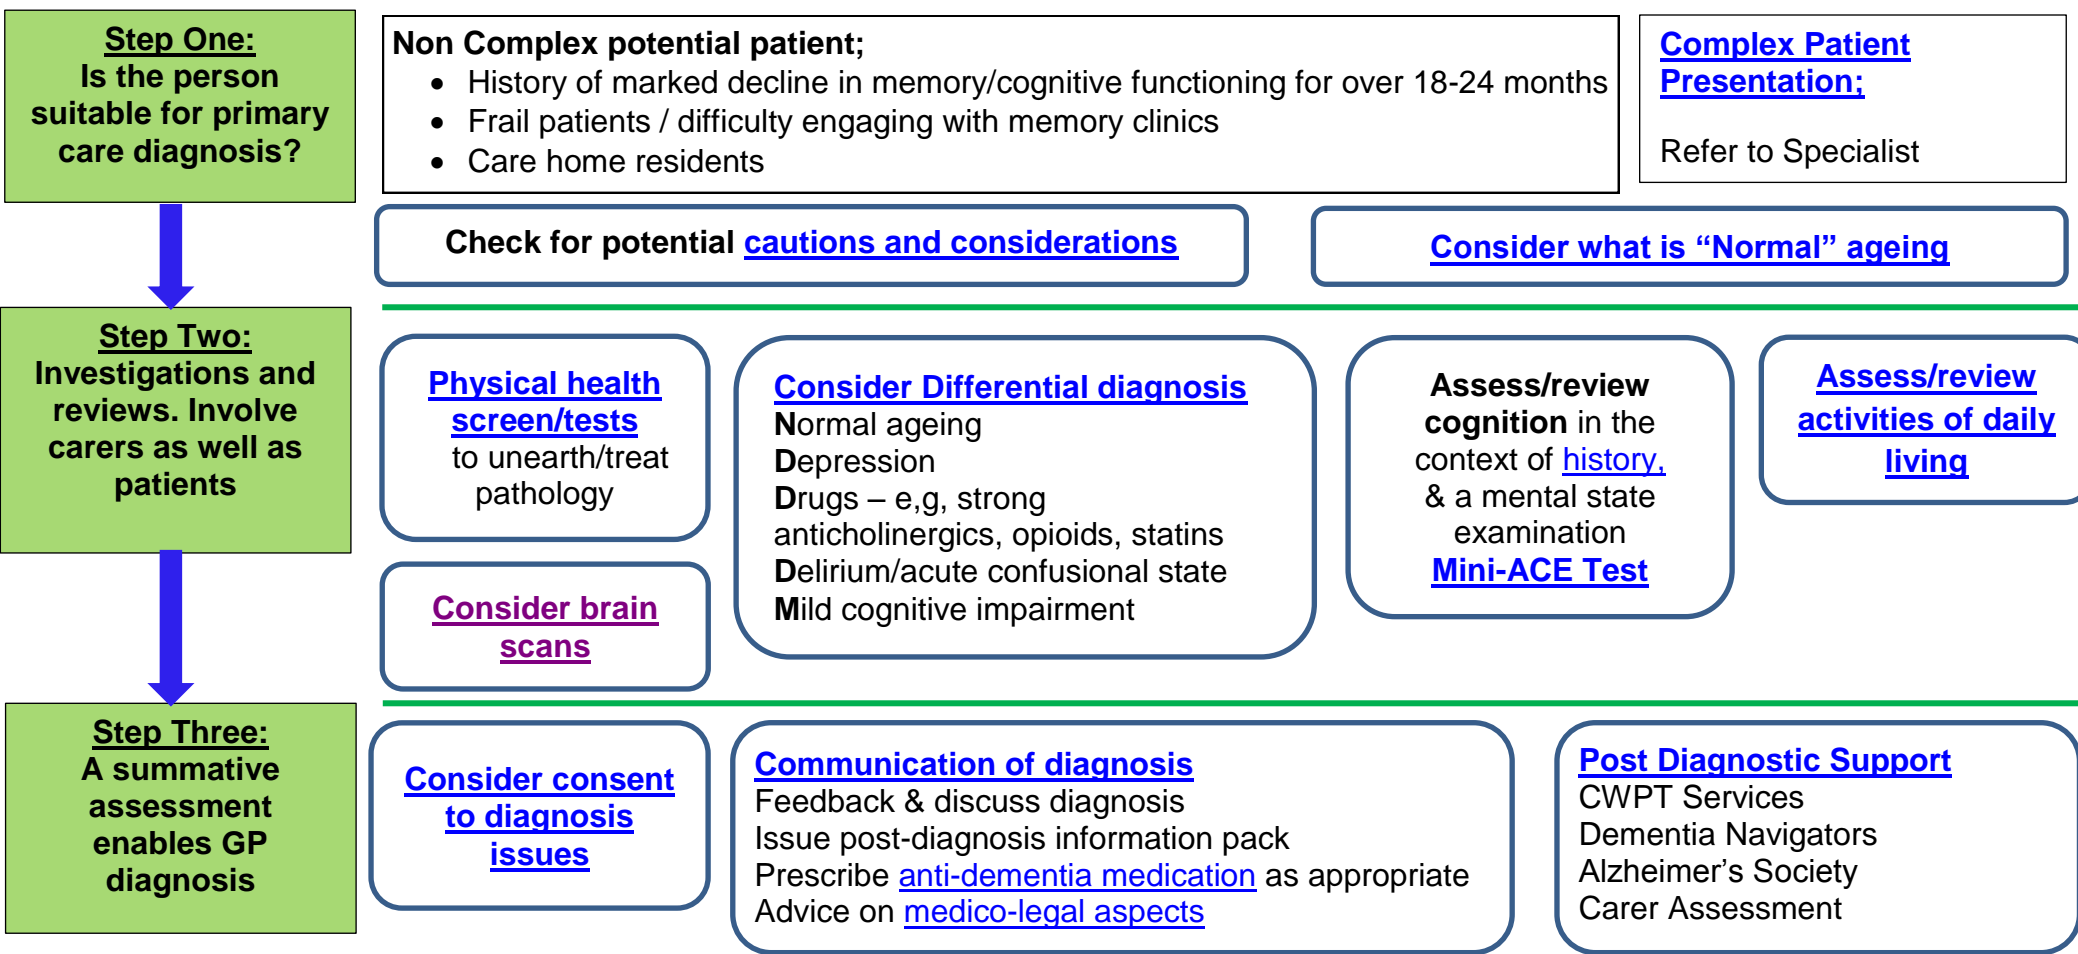 Step One:
Is the person
suitable for primary
care diagnosis?
Non Complex potential patient;
• History of marked decline in memory/cognitive functioning for over 18-24 months
• Frail patients / difficulty engaging with memory clinics
• Care home residents
Complex Patient
Presentation;
Refer to Specialist
Check for potential cautions and considerations
Consider what is “Normal” ageing
Step Two:
Investigations and
reviews. Involve
carers as well as
patients
Physical health
screen/tests
to unearth/treat
pathology
Consider brain
scans
Consider Differential diagnosis
Normal ageing
Depression
Drugs – e,g, strong
anticholinergics, opioids, statins
Delirium/acute confusional state
Mild cognitive impairment
Assess/review
cognition in the
context of history,
& a mental state
examination
Mini-ACE Test
Assess/review
activities of daily
living
Step Three:
A summative
assessment
enables GP
diagnosis
Consider consent
to diagnosis
issues
Communication of diagnosis
Feedback & discuss diagnosis
Issue post-diagnosis information pack
Prescribe anti-dementia medication as appropriate
Advice on medico-legal aspects
Post Diagnostic Support
CWPT Services
Dementia Navigators
Alzheimer’s Society
Carer Assessment